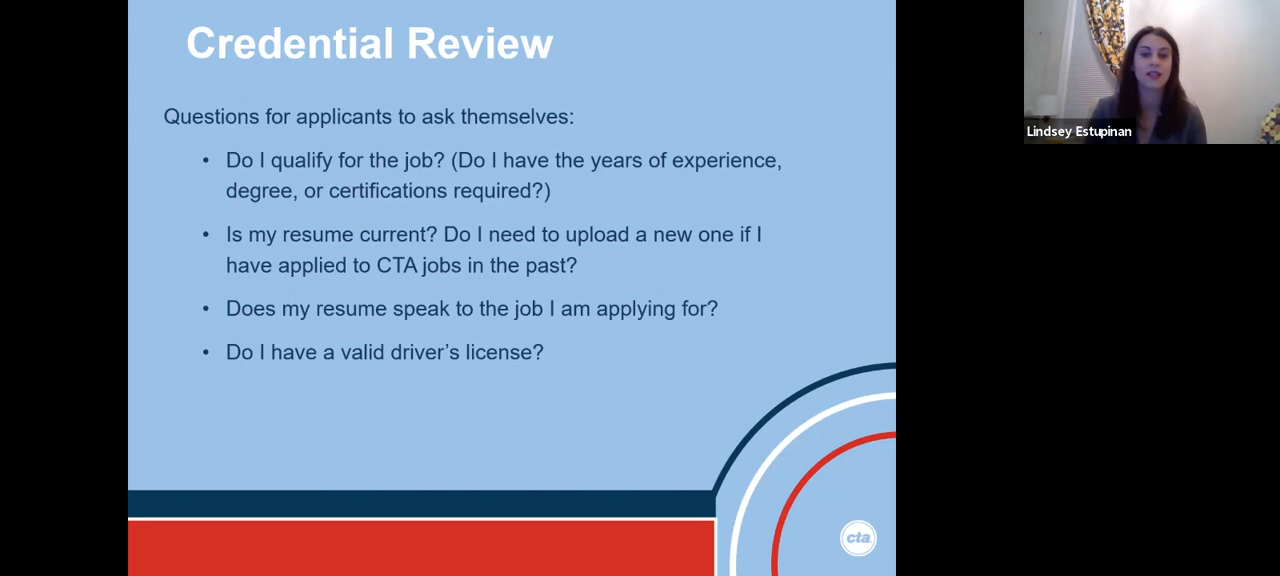 Credential Review
Questions for applicants to ask themselves:
• Do I qualify for the job? (Do I have the years of experience,
degree, or certifications required?)
• Is my resume current? Do I need to upload a new one if I
have applied to CTA jobs in the past?
• Does my resume speak to the job I am applying for?
• Do I have a valid driver’s license?
cta
Lindsey Estupinan